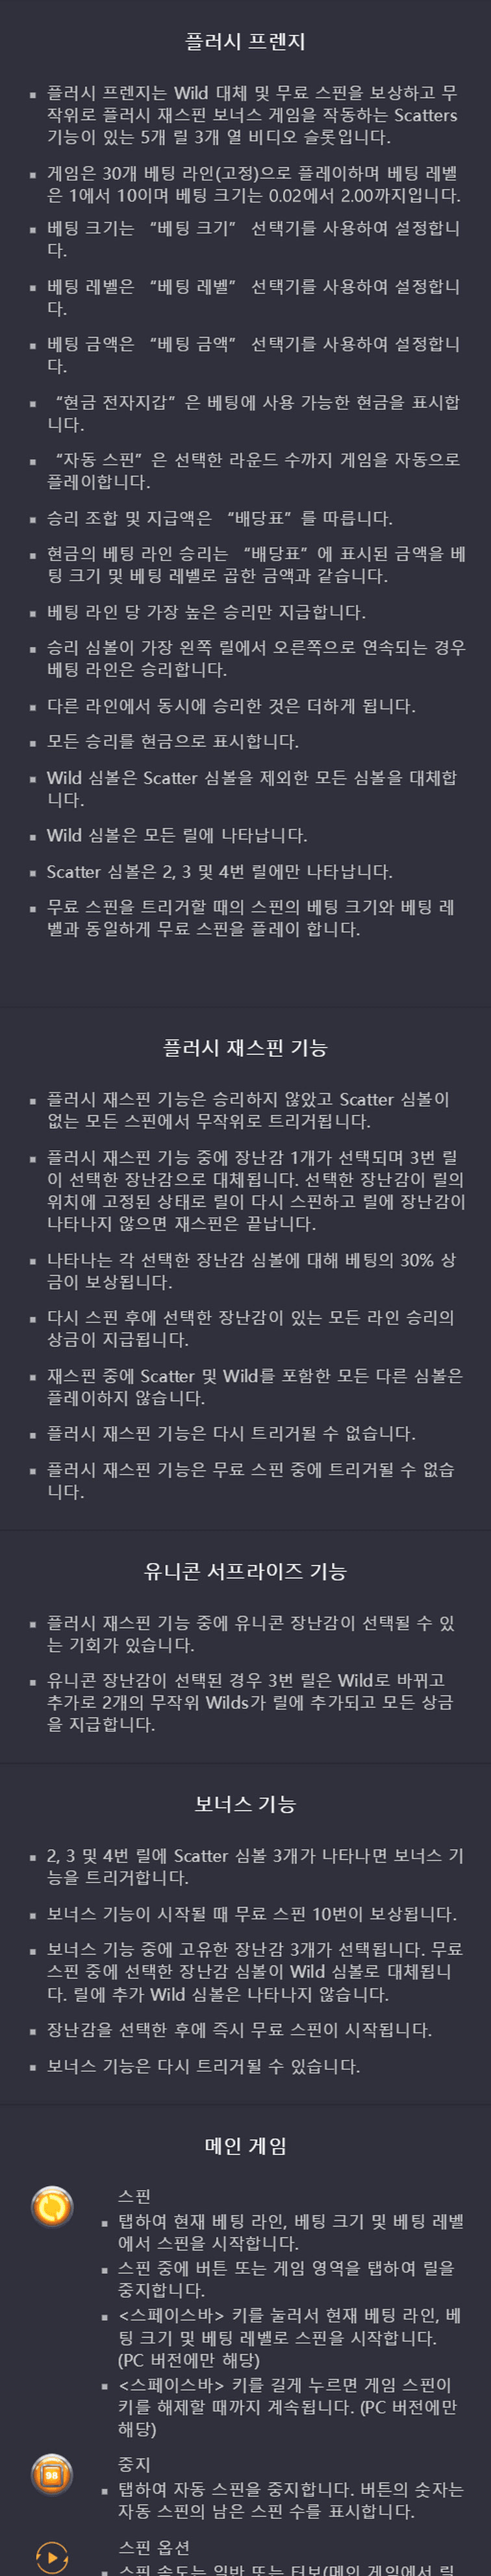 플러시 프렌지
플러시 프렌지는 Wild 대체 및 무료 스핀을 보상하고 무
작위로 플러시 재스핀 보너스 게임을 작동하는 Scatters
기능이 있는 5개 릴 3개 열 비디오 슬롯입니다.
게임은 30개 베팅 라인(고정)으로 플레이하며 베팅 레벨
은 1에서 10이며 베팅 크기는 0.02에서 2.00까지입니다.
베팅 크기는 “베팅 크기” 선택기를 사용하여 설정합니
다.
베팅 레벨은 “베팅 레벨” 선택기를 사용하여 설정합니
다.
베팅 금액은 “베팅 금액” 선택기를 사용하여 설정합니
다.
“현금 전자지갑”은 베팅에 사용 가능한 현금을 표시합
니다.
“자동 스핀”은 선택한 라운드 수까지 게임을 자동으로
플레이합니다.
승리 조합 및 지급액은 “배당표”를 따릅니다.
현금의 베팅 라인 승리는 “배당표”에 표시된 금액을 베
팅 크기 및 베팅 레벨로 곱한 금액과 같습니다.
베팅 라인 당 가장 높은 승리만 지급합니다.
승리 심볼이 가장 왼쪽 릴에서 오른쪽으로 연속되는 경우
베팅 라인은 승리합니다.
다른 라인에서 동시에 승리한 것은 더하게 됩니다.
모든 승리를 현금으로 표시합니다.
Wild 심볼은 Scatter 심볼을 제외한 모든 심볼을 대체합
니다.
Wild 심볼은 모든 릴에 나타납니다.
Scatter 심볼은 2, 3 및 4번 릴에만 나타납니다.
무료 스핀을 트리거할 때의 스핀의 베팅 크기와 베팅 레
벨과 동일하게 무료 스핀을 플레이 합니다.
플러시 재스핀 기능
플러시 재스핀 기능은 승리하지 않았고 Scatter 심볼이
없는 모든 스핀에서 무작위로 트리거됩니다.
플러시 재스핀 기능 중에 장난감 1개가 선택되며 3번 릴
이 선택한 장난감으로 대체됩니다. 선택한 장난감이 릴의
위치에 고정된 상태로 릴이 다시 스핀하고 릴에 장난감이
나타나지 않으면 재스핀은 끝납니다.
나타나는 각 선택한 장난감 심볼에 대해 베팅의 30% 상
금이 보상됩니다.
다시 스핀 후에 선택한 장난감이 있는 모든 라인 승리의
상금이 지급됩니다.
재스핀 중에 Scatter 및 Wild를 포함한 모든 다른 심볼은
플레이하지 않습니다.
플러시 재스핀 기능은 다시 트리거될 수 없습니다.
플러시 재스핀 기능은 무료 스핀 중에 트리거될 수 없습
니다.
유니콘 서프라이즈 기능
플러시 재스핀 기능 중에 유니콘 장난감이 선택될 수 있
는 기회가 있습니다.
유니콘 장난감이 선택된 경우 3번 릴은 Wild로 바뀌고
추가로 2개의 무작위 Wilds가 릴에 추가되고 모든 상금
을 지급합니다.
보너스 기능
2, 3 및 4번 릴에 Scatter 심볼 3개가 나타나면 보너스 기
능을 트리거합니다.
보너스 기능이 시작될 때 무료 스핀 10번이 보상됩니다.
보너스 기능 중에 고유한 장난감 3개가 선택됩니다. 무료
스핀 중에 선택한 장난감 심볼이 Wild 심볼로 대체됩니
다. 릴에 추가 Wild 심볼은 나타나지 않습니다.
장난감을 선택한 후에 즉시 무료 스핀이 시작됩니다.
보너스 기능은 다시 트리거될 수 있습니다.
메인 게임
스핀
탭하여 현재 베팅 라인, 베팅 크기 및 베팅 레벨
에서 스핀을 시작합니다.
스핀 중에 버튼 또는 게임 영역을 탭하여 릴을
중지합니다.
<스페이스바> 키를 눌러서 현재 베팅 라인, 베
팅 크기 및 베팅 레벨로 스핀을 시작합니다.
(PC 버전에만 해당)
<스페이스바> 키를 길게 누르면 게임 스핀이
키를 해제할 때까지 계속됩니다. (PC 버전에만
해당)
98
중지
탭하여 자동 스핀을 중지합니다. 버튼의 숫자는
자동 스핀의 남은 스핀 수를 표시합니다.
스핀 옵션
스핀 속도는 일반 또는 터보(메인 게임에서 릴